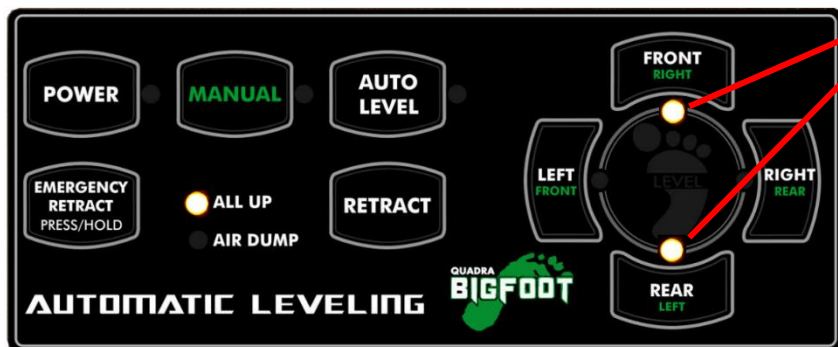 POWER
MANUAL
AUTO
LEVEL
FRONT
RIGHT
EMERGENCY
RETRACT
PRESS/HOLD
ALL UP
AIR DUMP
RETRACT
LEFT
FRONT
LEVEL
RIGHT
REAR
REAR
LEFT
AUTOMATIC LEVELING
QUADRA
BIGFOOT